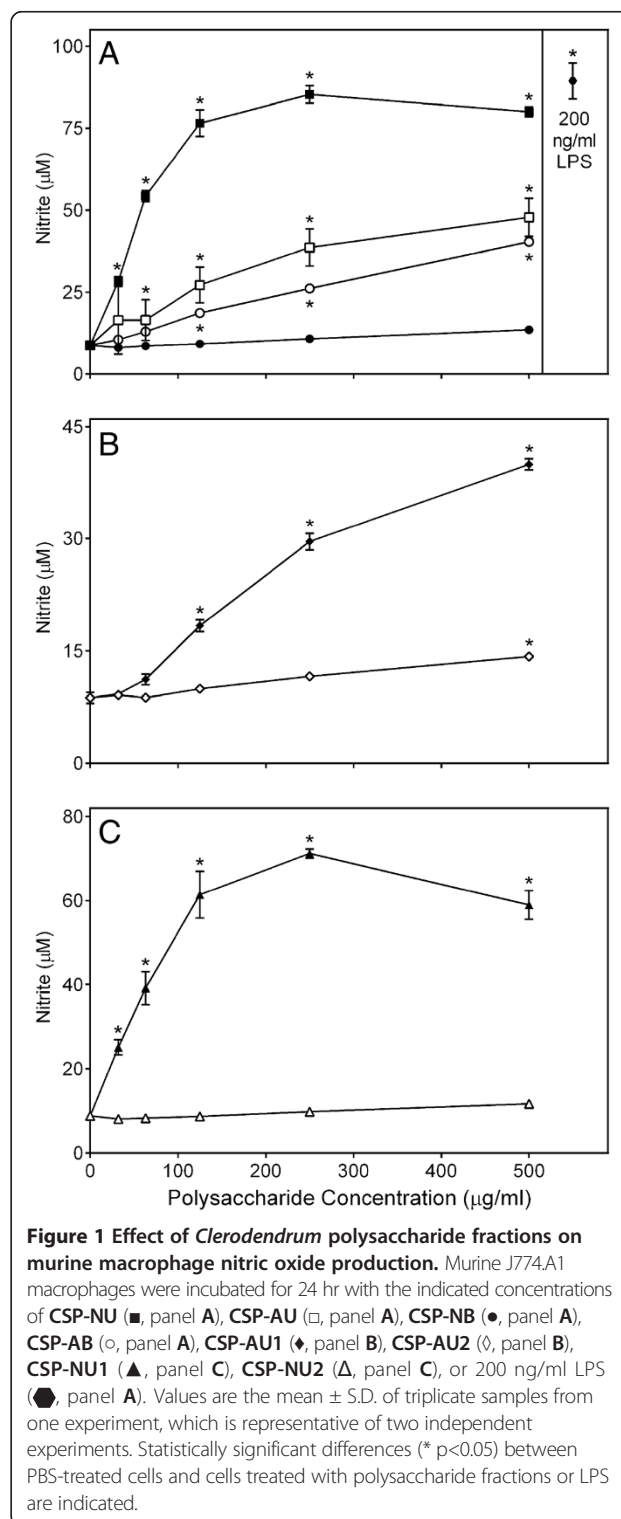 A
100
75
50
25
0
Nitrite (μM)
*
*
*
*
*
*
*
*
*
*
*
*
*
*
200
ng/ml
LPS
B
45
30
15
0
Nitrite (μM)
*
*
*
*
C
80
60
40
20
0
Nitrite (μM)
*
*
*
*
*
0 100 200 300 400 500
Polysaccharide Concentration (μg/ml)
Figure 1 Effect of Clerodendrum polysaccharide fractions on
murine macrophage nitric oxide production. Murine J774.A1
macrophages were incubated for 24 hr with the indicated concentrations
of CSP-NU (■, panel A), CSP-AU (□, panel A), CSP-NB (●, panel A),
CSP-AB (○, panel A), CSP-AU1 (♦, panel B), CSP-AU2 (◊, panel B),
CSP-NU1 (▲, panel C), CSP-NU2 (Δ, panel C), or 200 ng/ml LPS
(⬣, panel A). Values are the mean ± S.D. of triplicate samples from
one experiment, which is representative of two independent
experiments. Statistically significant differences (* p<0.05) between
PBS-treated cells and cells treated with polysaccharide fractions or LPS
are indicated.